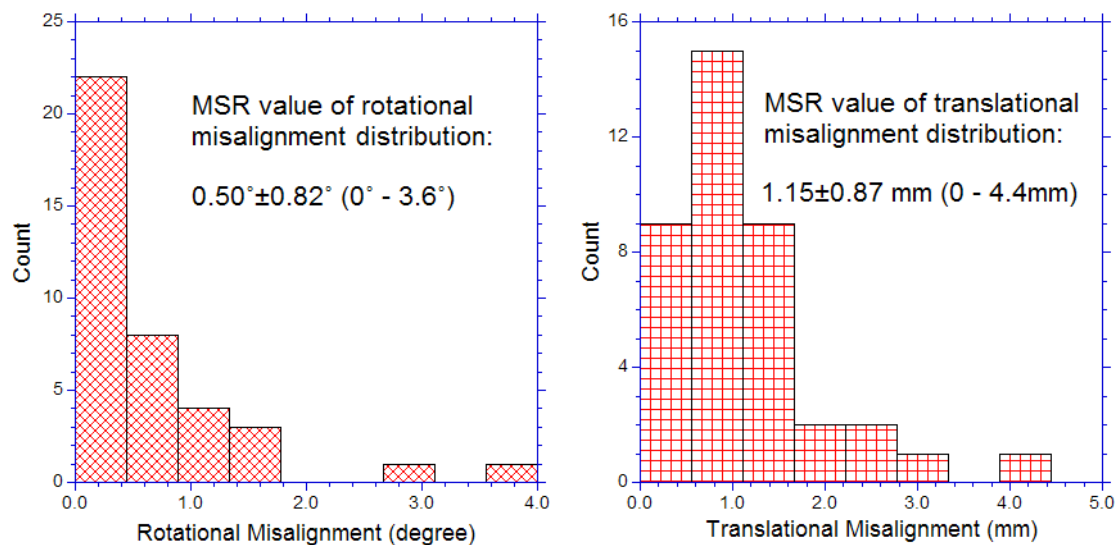 25
20
15
10
5
0
Count
MSR value of rotational
misalignment distribution:
0.50˚±0.82˚ (0˚ - 3.6˚)
0.0
1.0
2.0
3.0
4.0
Rotational Misalignment (degree)
16
12
8
4
0
Count
MSR value of translational
misalignment distribution:
1.15±0.87 mm (0 - 4.4mm)
0.0
1.0
2.0
3.0
4.0
5.0
Translational Misalignment (mm)